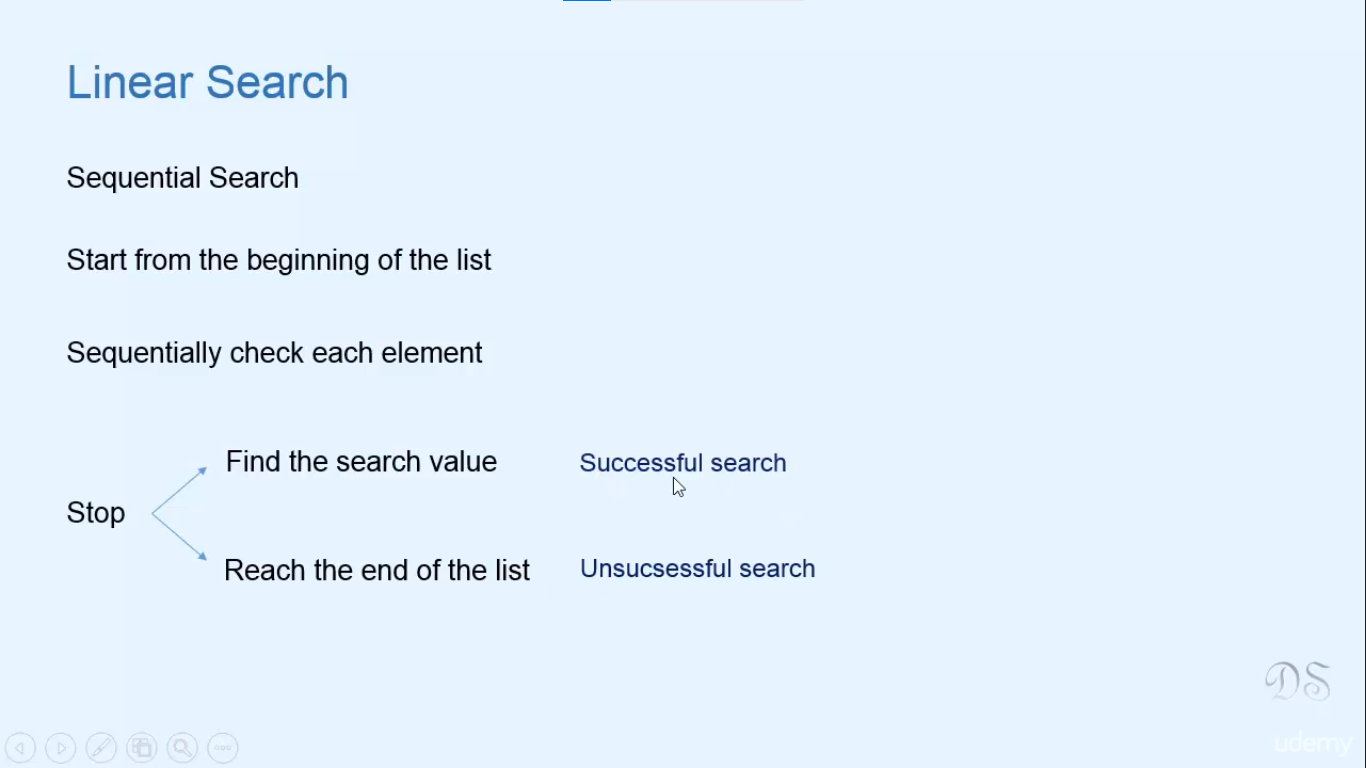 Linear Search
Sequential Search
Start from the beginning of the list
Sequentially check each element
Find the search value
Successful search
Stop
Reach the end of the list
Unsucsessful search
DS
udemy